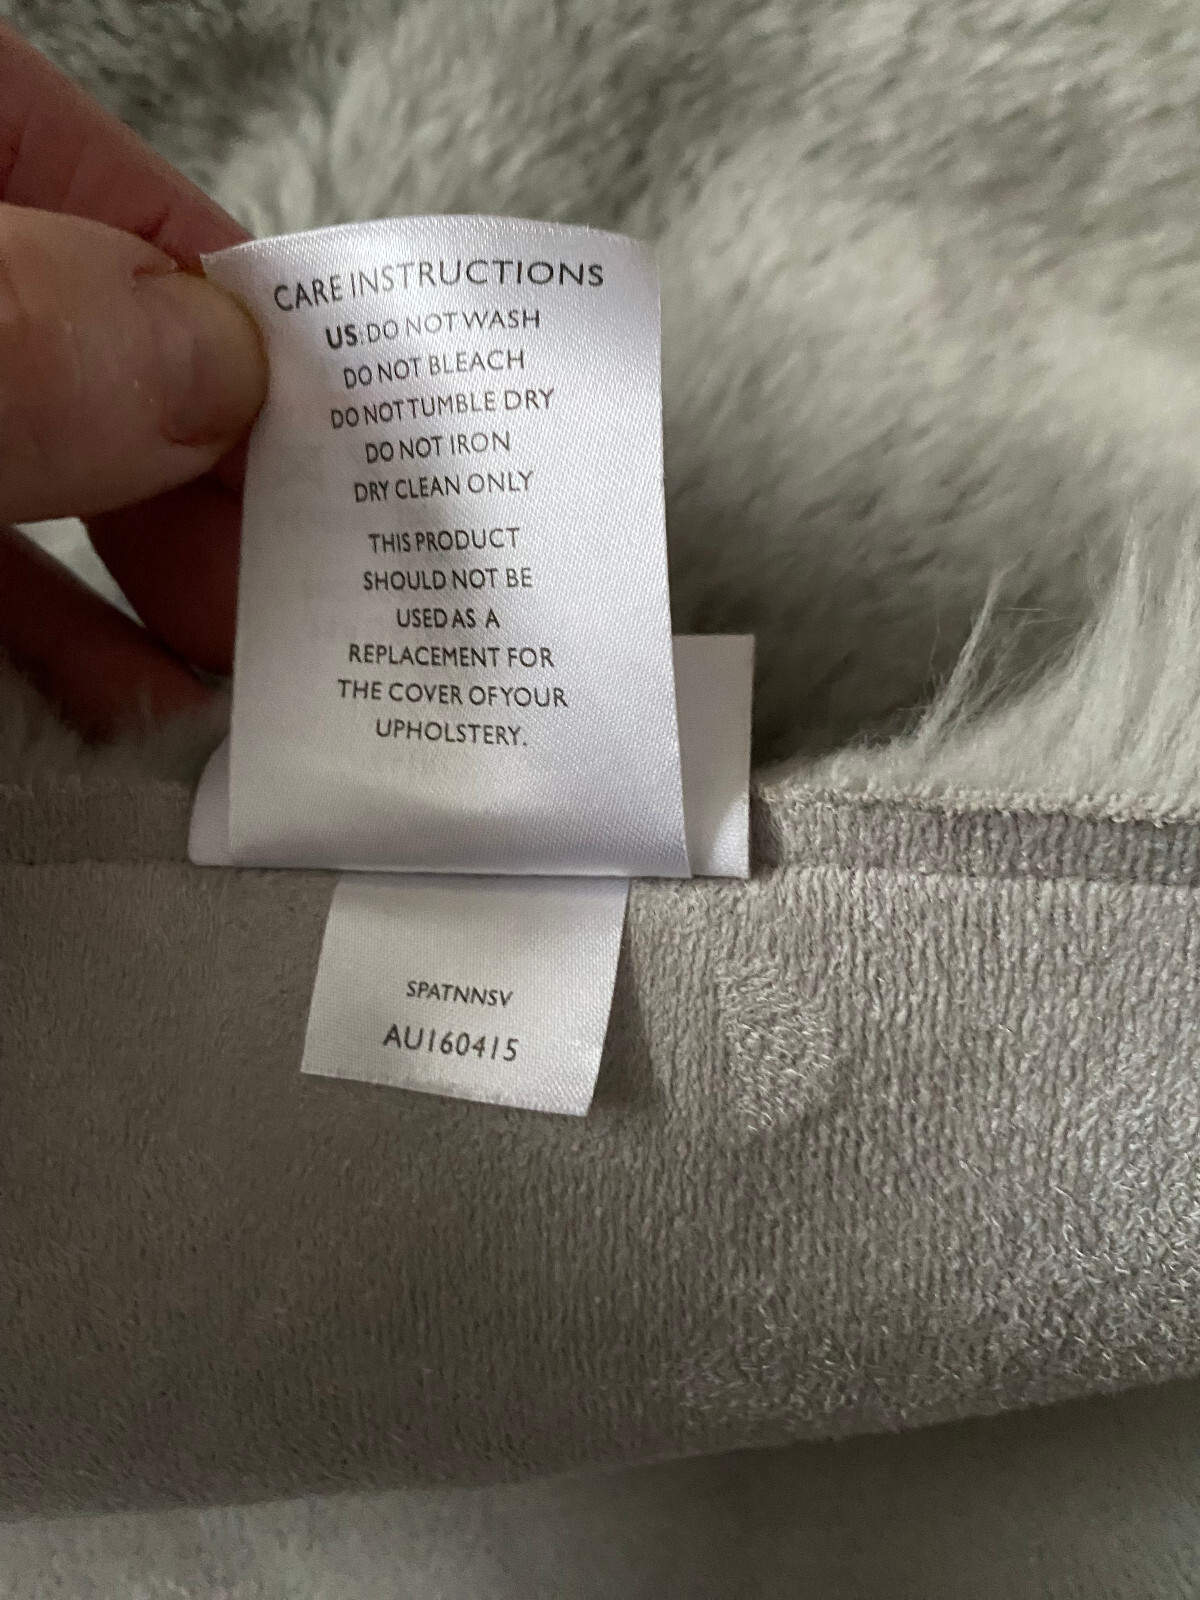 CARE INSTRUCTIONS
US: DO NOT WASH
DO NOT BLEACH
DO NOT TUMBLE DRY
DO NOT IRON
DRY CLEAN ONLY
THIS PRODUCT
SHOULD NOT BE
USED AS A
REPLACEMENT FOR
THE COVER OF YOUR
UPHOLSTERY.
SPATNNSV
AU160415